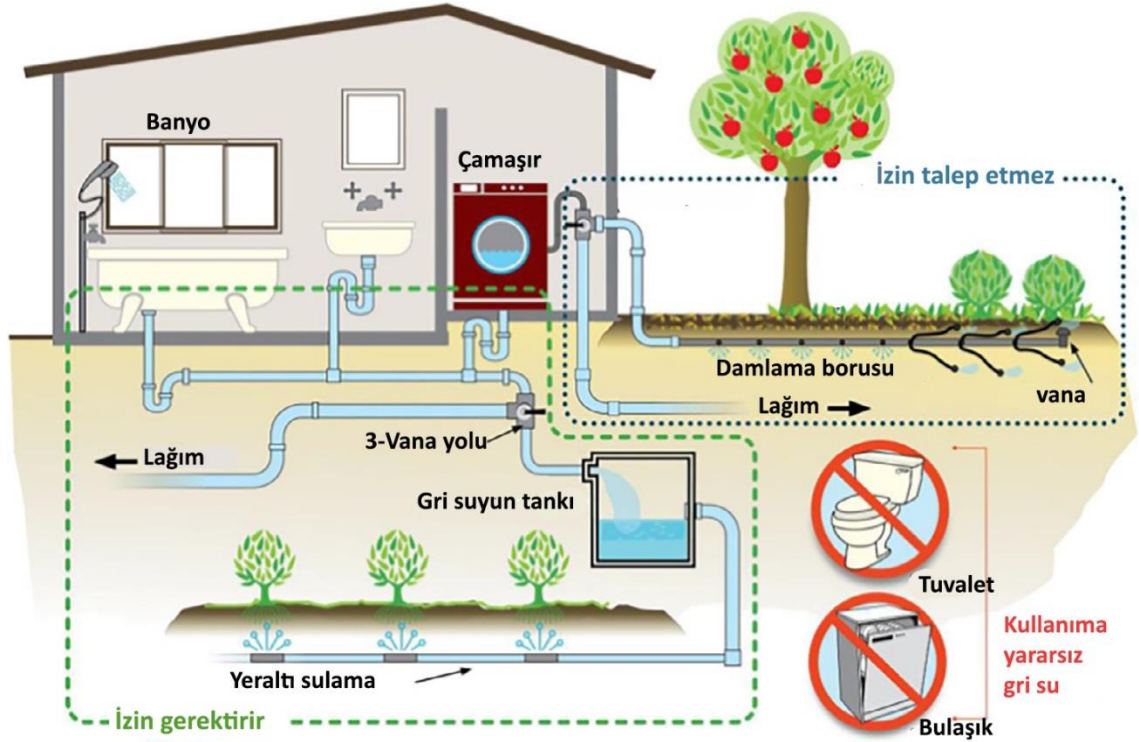 Banyo
Çamaşır
İzin talep etmez
Damlama borusu
vana
Lağım
3-Vana yolu
Lağım
Gri suyun tankı
Tuvalet
Kullanıma
yararsız
gri su
Yeraltı sulama
İzin gerektirir
Bulaşık